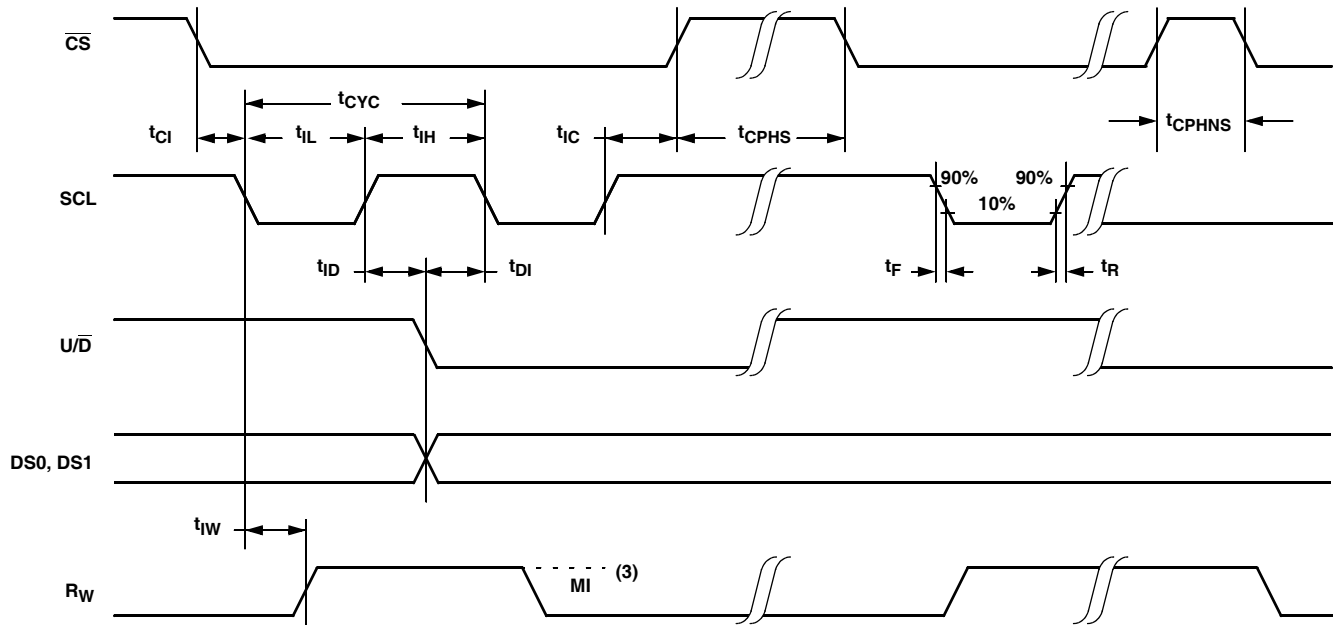 CS
tCYC
tCI tIL tIH tIC tCPHS tCPHNS
SCL
90% 90%
10%
tID tDI tF tR
U/D
DS0, DS1
tIW
(3)
MI
RW